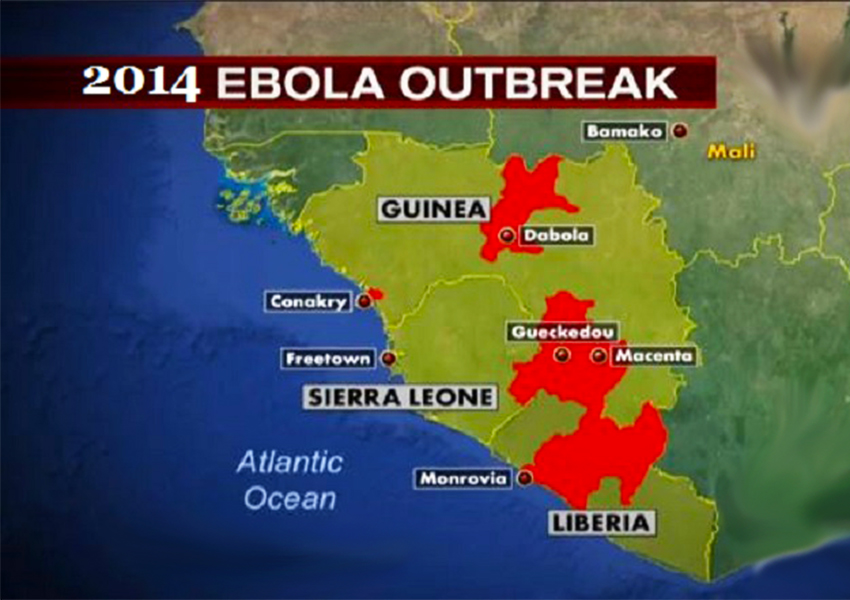 2014 EBOLA OUTBREAK
Bamako
Mali
GUINEA
Dabola
Conakry
Gueckedou
Freetown
Macenta
SIERRA LEONE
Atlantic
Ocean
Monrovia
LIBERIA